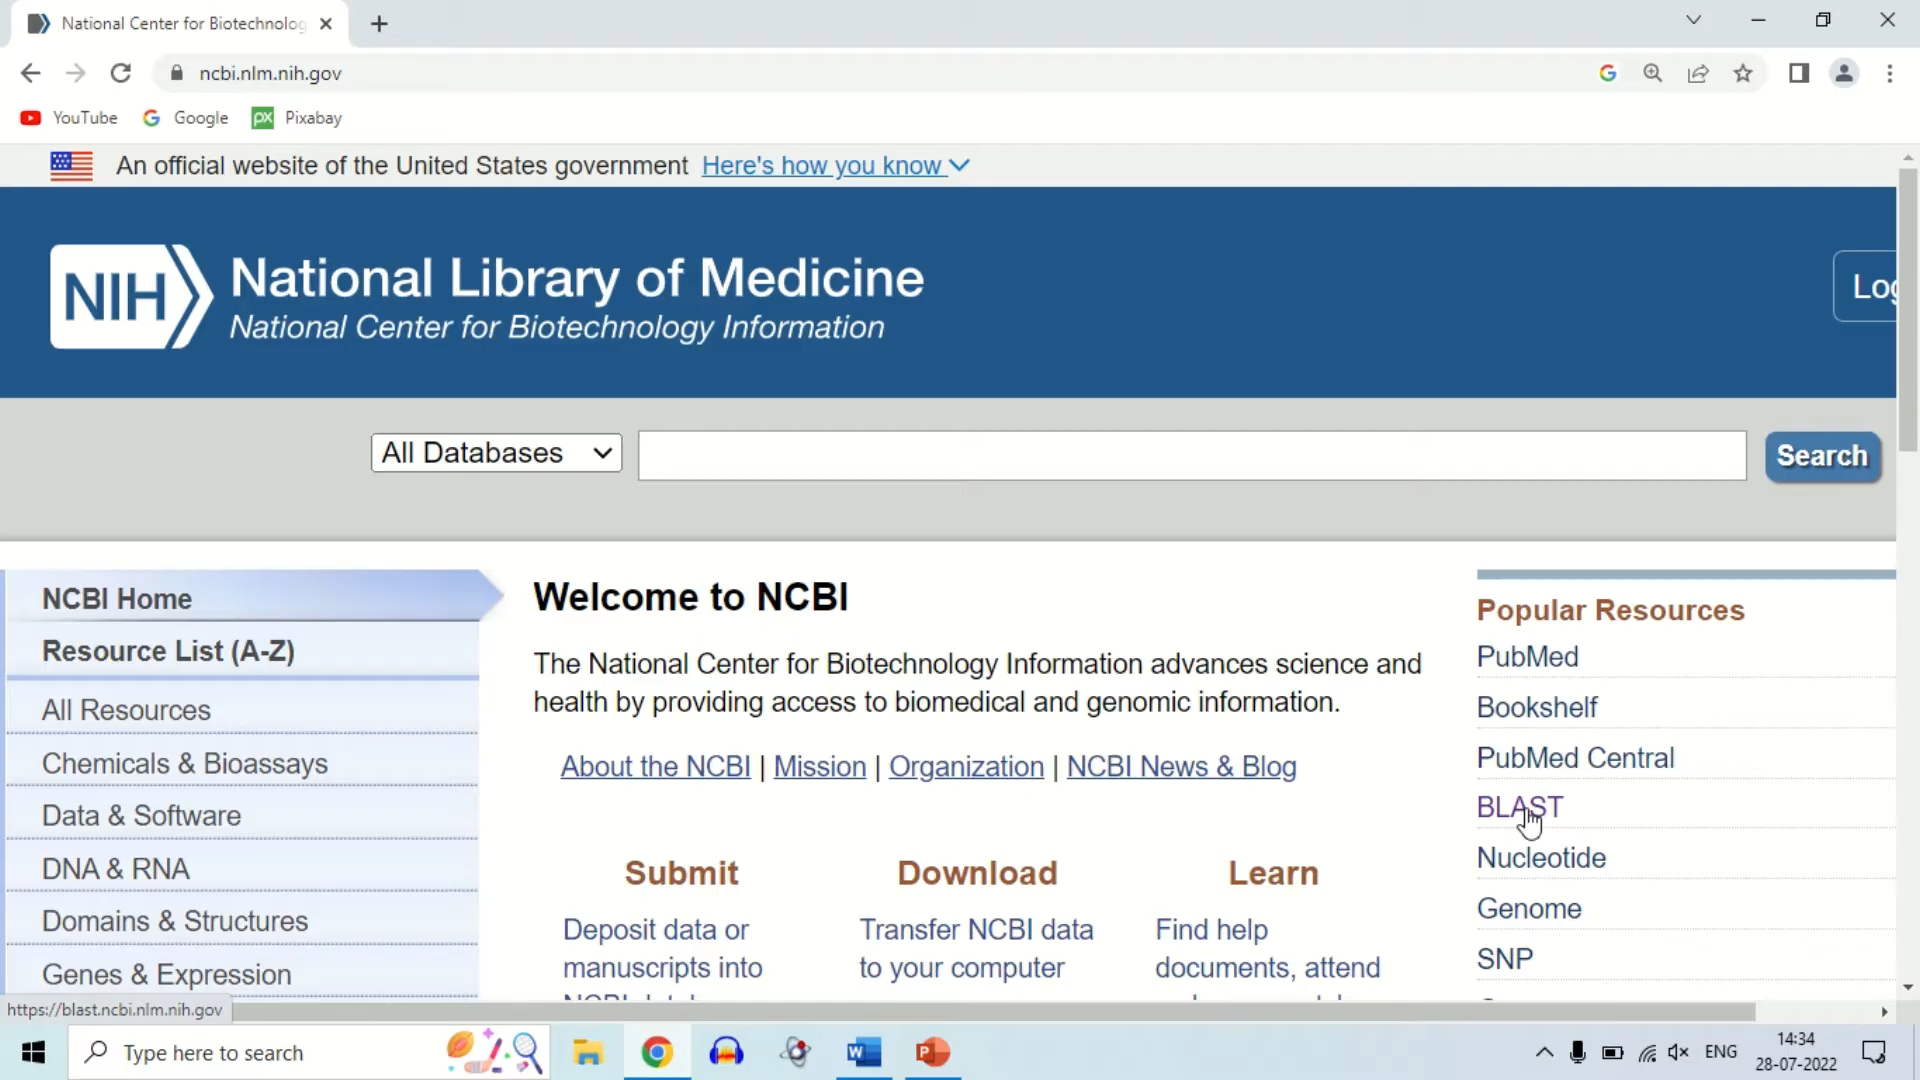 National Center for Biotechnolog
ncbi.nlm.nih.gov
YouTube
Google
px
Pixabay
An official website of the United States government Here's how you know
NIH
National Library of Medicine
National Center for Biotechnology Information
Log
All Databases
Search
NCBI Home
Resource List (A-Z)
All Resources
Chemicals & Bioassays
Data & Software
DNA & RNA
Domains & Structures
Genes & Expression
Welcome to NCBI
The National Center for Biotechnology Information advances science and
health by providing access to biomedical and genomic information.
About the NCBI | Mission | Organization | NCBI News & Blog
Submit
Deposit data or
manuscripts into
Download
Transfer NCBI data
to your computer
Learn
Find help
documents, attend
Popular Resources
PubMed
Bookshelf
PubMed Central
BLAST
Nucleotide
Genome
SNP
https://blast.ncbi.nlm.nih.gov
Type here to search
W
P
ENG
14:34
28-07-2022